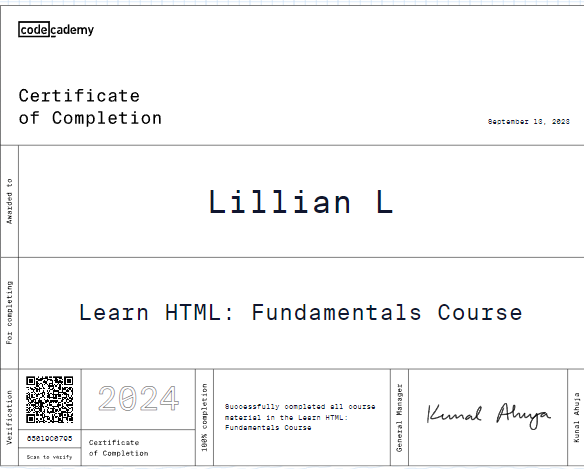 codecademy
Certificate
of Completion
September 13, 2023
Awarded to
Lillian L
For completing
Learn HTML: Fundamentals Course
Verification
6501900795
Scan to verify
2024
Certificate
of Completion
100% completion
Successfully completed all course
material in the Learn HTML:
Fundamentals Course
General Manager
Kunal Ahuja
Kunal Ahuja